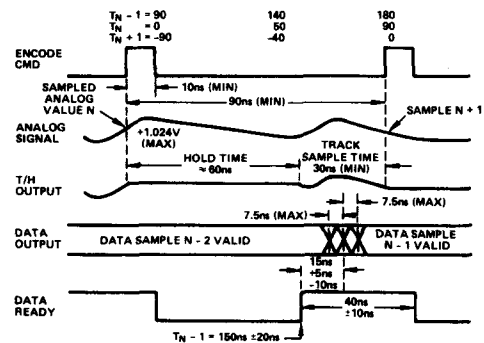 T_N - 1 = 90 140 180
T_N = 0 50 90
T_N + 1 = -90 -40 0
ENCODE
CMD
SAMPLED
ANALOG
VALUE N
10ns (MIN)
90ns (MIN)
SAMPLE N + 1
ANALOG
SIGNAL
+1.024V
(MAX)
HOLD TIME
≈ 60ns
TRACK
SAMPLE TIME
30ns (MIN)
T/H
OUTPUT
7.5ns (MAX)
7.5ns (MAX)
DATA
OUTPUT
DATA SAMPLE N - 2 VALID
DATA SAMPLE
N - 1 VALID
15ns
+5ns
-10ns
DATA
READY
40ns
±10ns
T_N - 1 = 150ns ±20ns